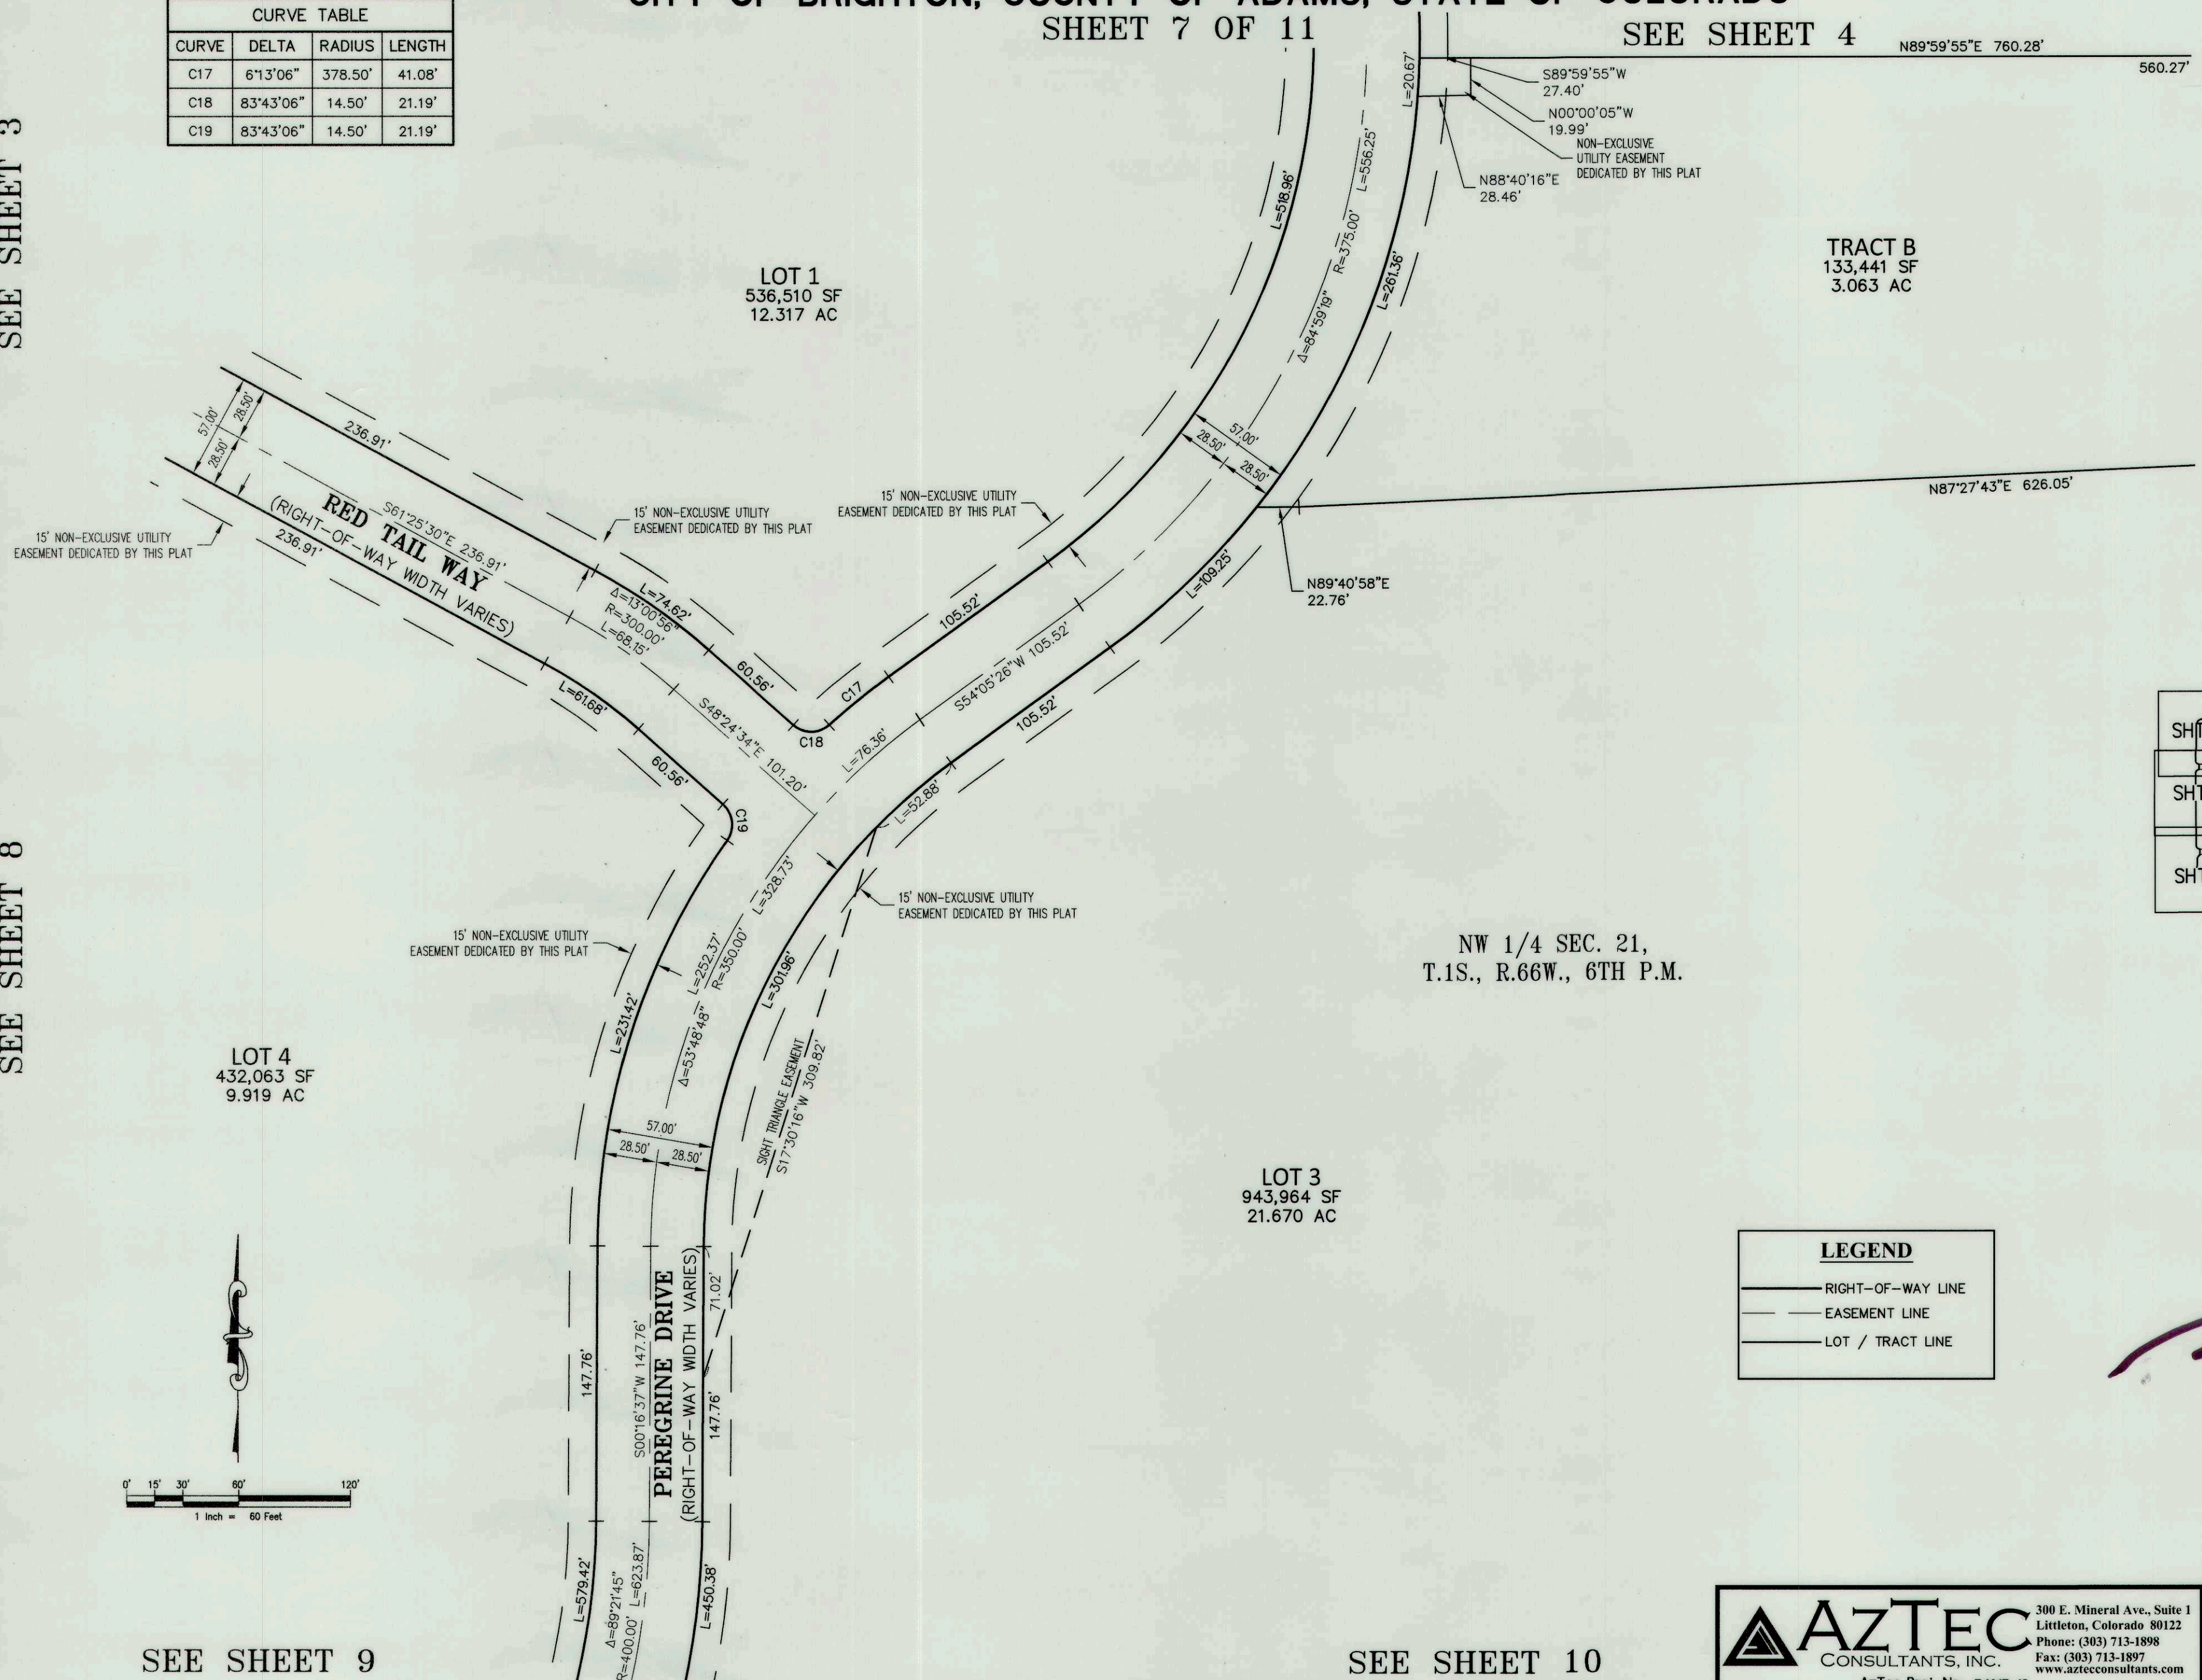 SHEET 7 OF 11
SEE SHEET 4
CURVE TABLE
CURVE DELTA RADIUS LENGTH
C17 6°13'06" 378.50' 41.08'
C18 83°43'06" 14.50' 21.19'
C19 83°43'06" 14.50' 21.19'
SEE SHEET 3
N89°59'55"E 760.28'
560.27'
S89°59'55"W
27.40'
N00°00'05"W
19.99'
NON-EXCLUSIVE
UTILITY EASEMENT
DEDICATED BY THIS PLAT
N88°40'16"E
28.46'
L=20.67'
L=556.25'
R=375.00'
Δ=84°59'19"
L=518.96'
L=261.36'
TRACT B
133,441 SF
3.063 AC
LOT 1
536,510 SF
12.317 AC
57.00'
28.50'
28.50'
236.91'
57.00'
28.50'
28.50'
N87°27'43"E 626.05'
S61°25'30"E 236.91'
RED TAIL WAY
(RIGHT-OF-WAY WIDTH VARIES)
236.91'
15' NON-EXCLUSIVE UTILITY
EASEMENT DEDICATED BY THIS PLAT
15' NON-EXCLUSIVE UTILITY
EASEMENT DEDICATED BY THIS PLAT
15' NON-EXCLUSIVE UTILITY
EASEMENT DEDICATED BY THIS PLAT
N89°40'58"E
22.76'
L=109.25'
L=74.62'
Δ=13°00'56"
R=300.00'
L=68.15'
105.52'
S54°05'26"W 105.52'
105.52'
60.56'
C17
C18
L=61.68'
S48°24'34"E 101.20'
L=76.36'
60.56'
C19
L=52.88'
L=328.73'
SHT
SHT
SHT
SEE SHEET 8
15' NON-EXCLUSIVE UTILITY
EASEMENT DEDICATED BY THIS PLAT
15' NON-EXCLUSIVE UTILITY
EASEMENT DEDICATED BY THIS PLAT
L=252.37'
R=350.00'
Δ=53°48'48"
L=301.96'
L=231.42'
NW 1/4 SEC. 21,
T.1S., R.66W., 6TH P.M.
SIGHT TRIANGLE EASEMENT
S17°30'16"W 309.82'
LOT 4
432,063 SF
9.919 AC
57.00'
28.50'
28.50'
LOT 3
943,964 SF
21.670 AC
71.02'
147.76'
S00°16'37"W 147.76'
PEREGRINE DRIVE
(RIGHT-OF-WAY WIDTH VARIES)
147.76'
LEGEND
RIGHT-OF-WAY LINE
EASEMENT LINE
LOT / TRACT LINE
0' 15' 30' 60' 120'
1 Inch = 60 Feet
L=579.42'
Δ=89°21'45"
R=400.00' L=623.87'
L=450.38'
SEE SHEET 9
SEE SHEET 10
AZTEC
CONSULTANTS, INC.
300 E. Mineral Ave., Suite 1
Littleton, Colorado 80122
Phone: (303) 713-1898
Fax: (303) 713-1897
www.aztecconsultants.com